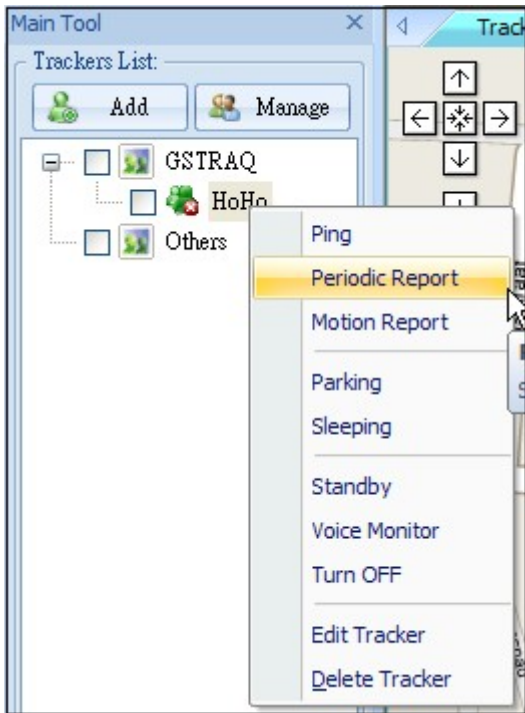 Main Tool
Trackers List:
Add
Manage
GSTRAQ
HoHo
Others
Track
Ping
Periodic Report
Motion Report
Parking
Sleeping
Standby
Voice Monitor
Turn OFF
Edit Tracker
Delete Tracker